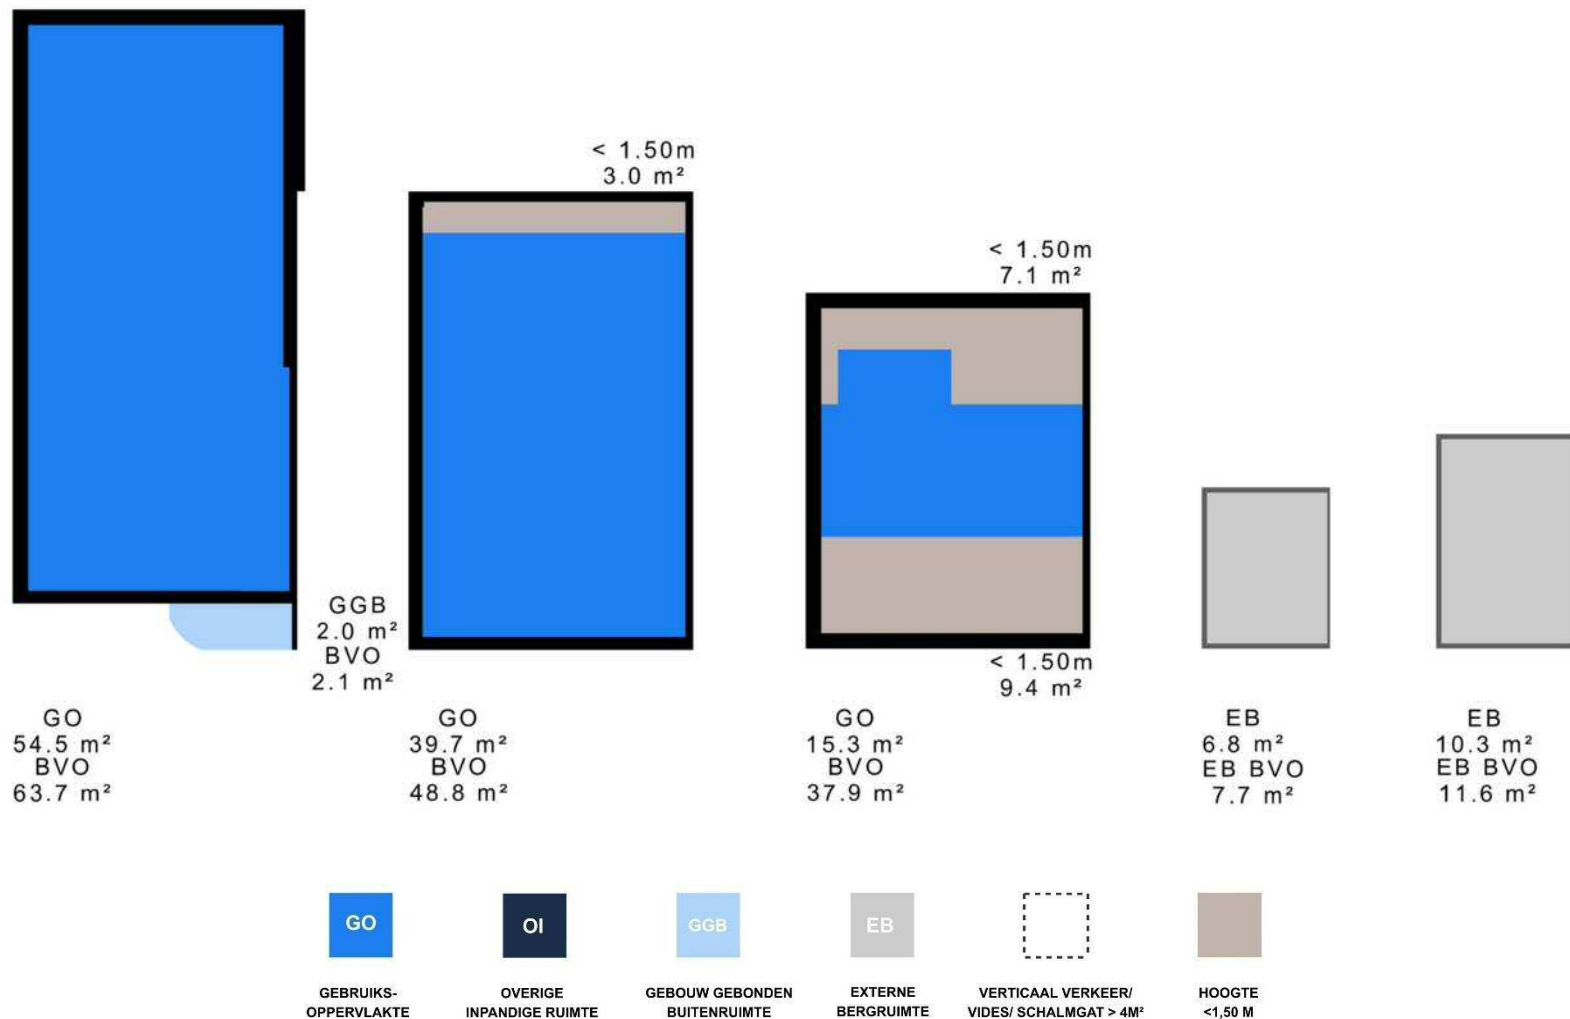 < 1.50m
3.0 m²
< 1.50m
7.1 m²
GGB
2.0 m²
BVO
2.1 m²
< 1.50m
9.4 m²
GO
54.5 m²
BVO
63.7 m²
GO
39.7 m²
BVO
48.8 m²
GO
15.3 m²
BVO
37.9 m²
EB
6.8 m²
EB BVO
7.7 m²
EB
10.3 m²
EB BVO
11.6 m²
GO
GEBRUIKS-
OPPERVLAKTE
OI
OVERIGE
INPANDIGE RUIMTE
GGB
GEBOUW GEBONDEN
BUITENRUIMTE
EB
EXTERNE
BERGRUIMTE
VERTICAAL VERKEER/
VIDES/ SCHALMGAT > 4M²
HOOGTE
<1,50 M